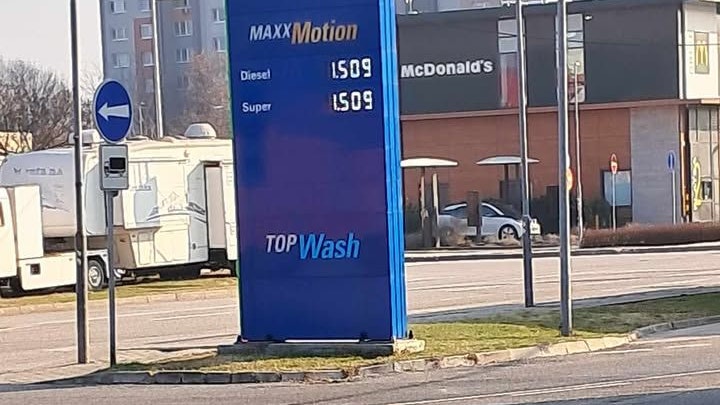 MAXXMotion
Diesel 1.509
Super 1.509
McDonald's
TOPWash